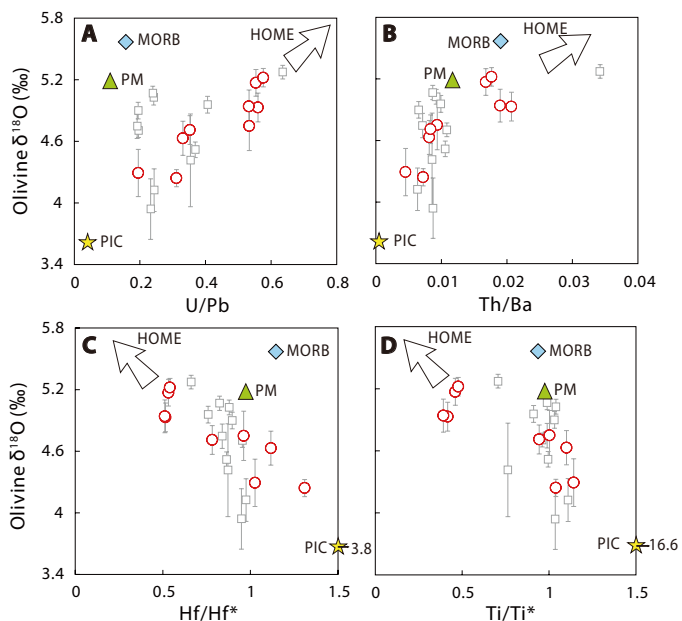 A
MORB
HOME
PM
PIC
5.8
5.2
4.6
4
3.4
Olivine δ¹⁸O (‰)
0
0.2
0.4
0.6
0.8
U/Pb
B
MORB
HOME
PM
PIC
0
0.01
0.02
0.03
0.04
Th/Ba
C
HOME
MORB
PM
PIC
3.8
5.8
5.2
4.6
4
3.4
Olivine δ¹⁸O (‰)
0
0.5
1
1.5
Hf/Hf*
D
HOME
MORB
PM
PIC
16.6
0
0.5
1
1.5
Ti/Ti*